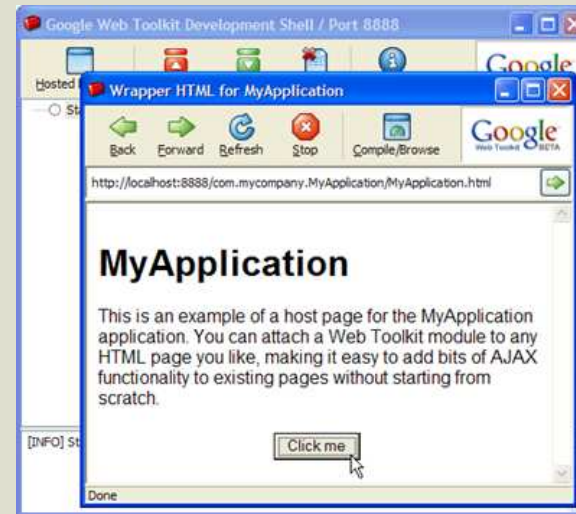 Google Web Toolkit Development Shell / Port 8888
Hosted
Google
Wrapper HTML for MyApplication
Back Forward Refresh Stop Compile/Browse
Google
Web Toolkit BETA
http://localhost:8888/com.mycompany.MyApplication/MyApplication.html
MyApplication
This is an example of a host page for the MyApplication
application. You can attach a Web Toolkit module to any
HTML page you like, making it easy to add bits of AJAX
functionality to existing pages without starting from
scratch.
Click me
[INFO] St
Done